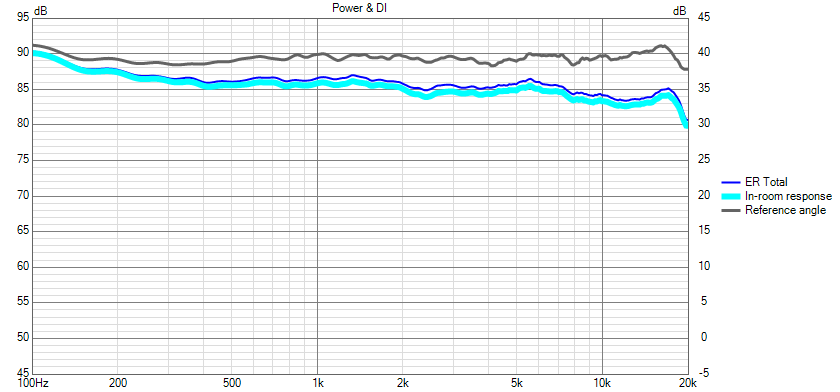 Power & DI
95 dB
dB 45
90
40
85
35
80
30
75
25
70
20
65
15
60
10
55
5
50
0
45
-5
100Hz 200 500 1k 2k 5k 10k 20k
ER Total
In-room response
Reference angle